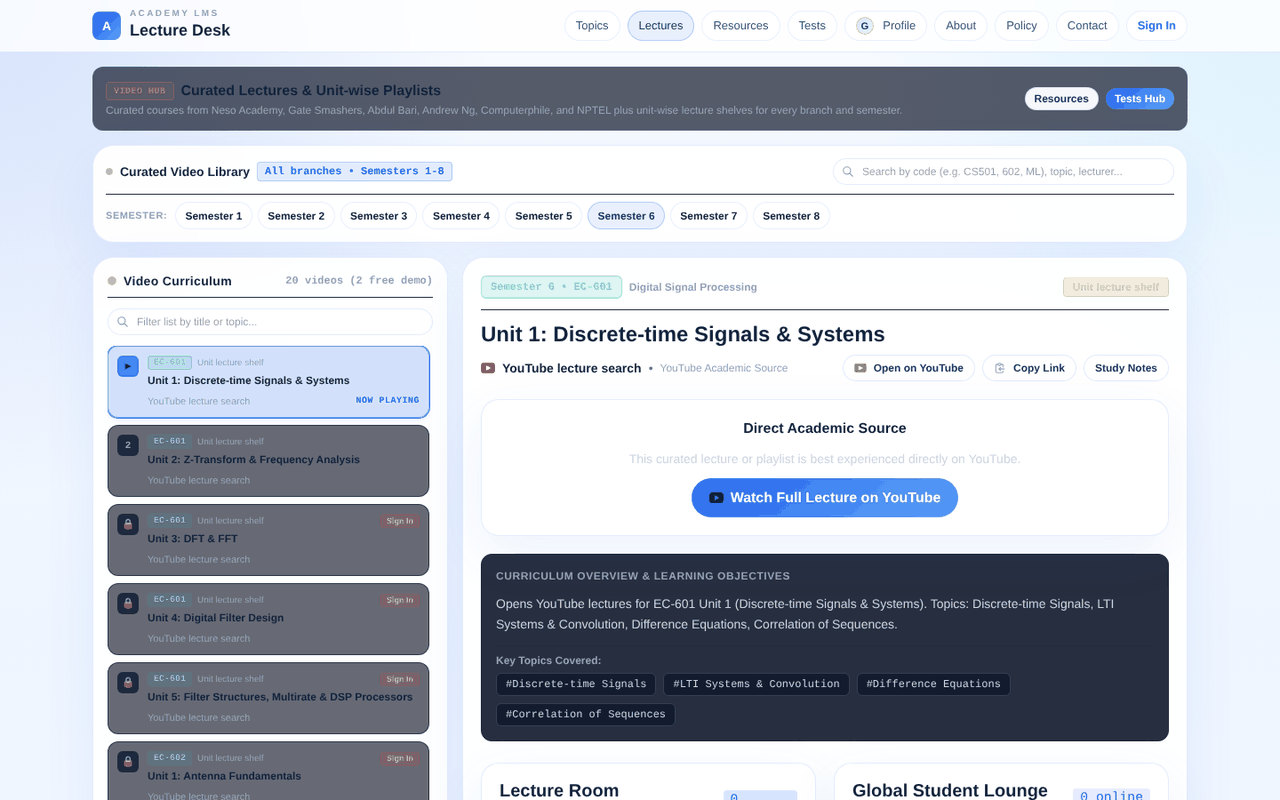 A
ACADEMY LMS
Lecture Desk
Topics
Lectures
Resources
Tests
G Profile
About
Policy
Contact
Sign In
VIDEO HUB Curated Lectures & Unit-wise Playlists
Curated courses from Neso Academy, Gate Smashers, Abdul Bari, Andrew Ng, Computerphile, and NPTEL plus unit-wise lecture shelves for every branch and semester.
Resources
Tests Hub
Curated Video Library All branches • Semesters 1-8
Search by code (e.g. CS501, 602, ML), topic, lecturer...
SEMESTER: Semester 1 Semester 2 Semester 3 Semester 4 Semester 5 Semester 6 Semester 7 Semester 8
Video Curriculum 20 videos (2 free demo)
Filter list by title or topic...
EC-601 Unit lecture shelf
Unit 1: Discrete-time Signals & Systems
YouTube lecture search NOW PLAYING
2 EC-601 Unit lecture shelf
Unit 2: Z-Transform & Frequency Analysis
YouTube lecture search
EC-601 Unit lecture shelf Sign In
Unit 3: DFT & FFT
YouTube lecture search
EC-601 Unit lecture shelf Sign In
Unit 4: Digital Filter Design
YouTube lecture search
EC-601 Unit lecture shelf Sign In
Unit 5: Filter Structures, Multirate & DSP Processors
YouTube lecture search
EC-602 Unit lecture shelf Sign In
Unit 1: Antenna Fundamentals
YouTube lecture search
Semester 6 • EC-601 Digital Signal Processing Unit lecture shelf
Unit 1: Discrete-time Signals & Systems
YouTube lecture search • YouTube Academic Source
Open on YouTube
Copy Link
Study Notes
Direct Academic Source
This curated lecture or playlist is best experienced directly on YouTube.
Watch Full Lecture on YouTube
CURRICULUM OVERVIEW & LEARNING OBJECTIVES
Opens YouTube lectures for EC-601 Unit 1 (Discrete-time Signals & Systems). Topics: Discrete-time Signals, LTI
Systems & Convolution, Difference Equations, Correlation of Sequences.
Key Topics Covered:
#Discrete-time Signals #LTI Systems & Convolution #Difference Equations
#Correlation of Sequences
Lecture Room 0
Global Student Lounge 0 online